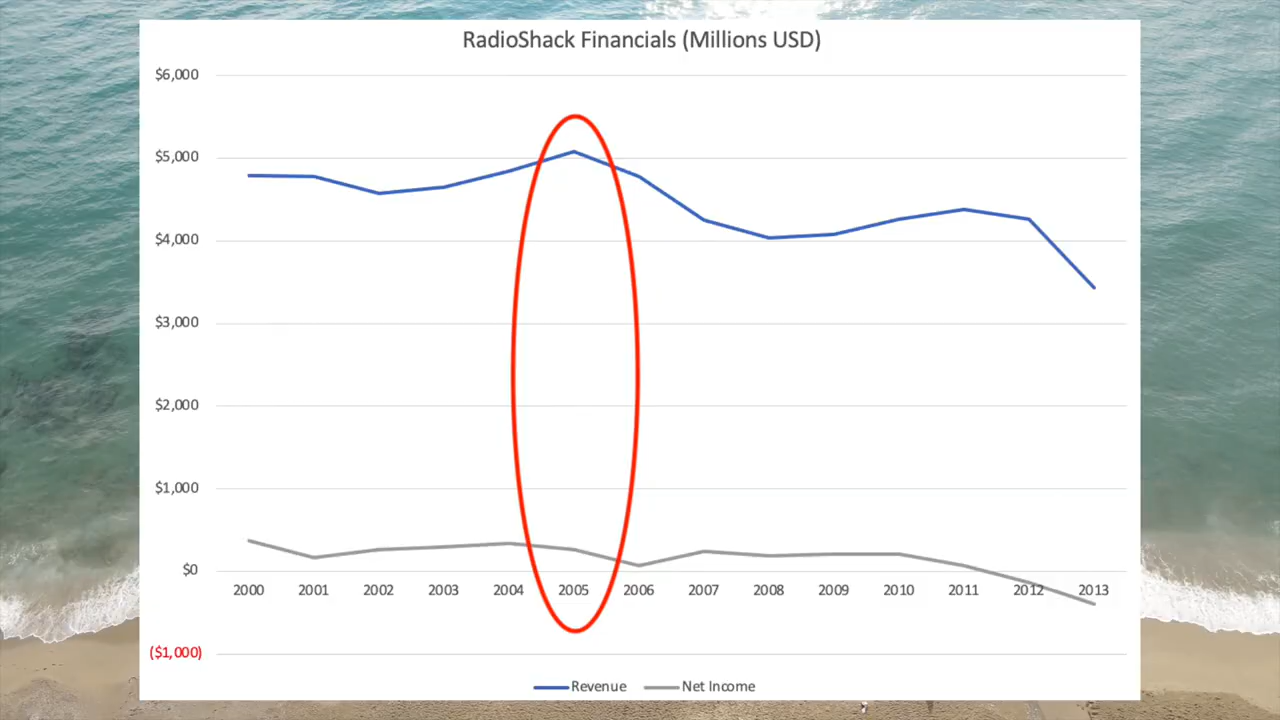 RadioShack Financials (Millions USD)
$6,000
$5,000
$4,000
$3,000
$2,000
$1,000
$0
2000 2001 2002 2003 2004 2005 2006 2007 2008 2009 2010 2011 2012 2013
($1,000)
Revenue Net Income